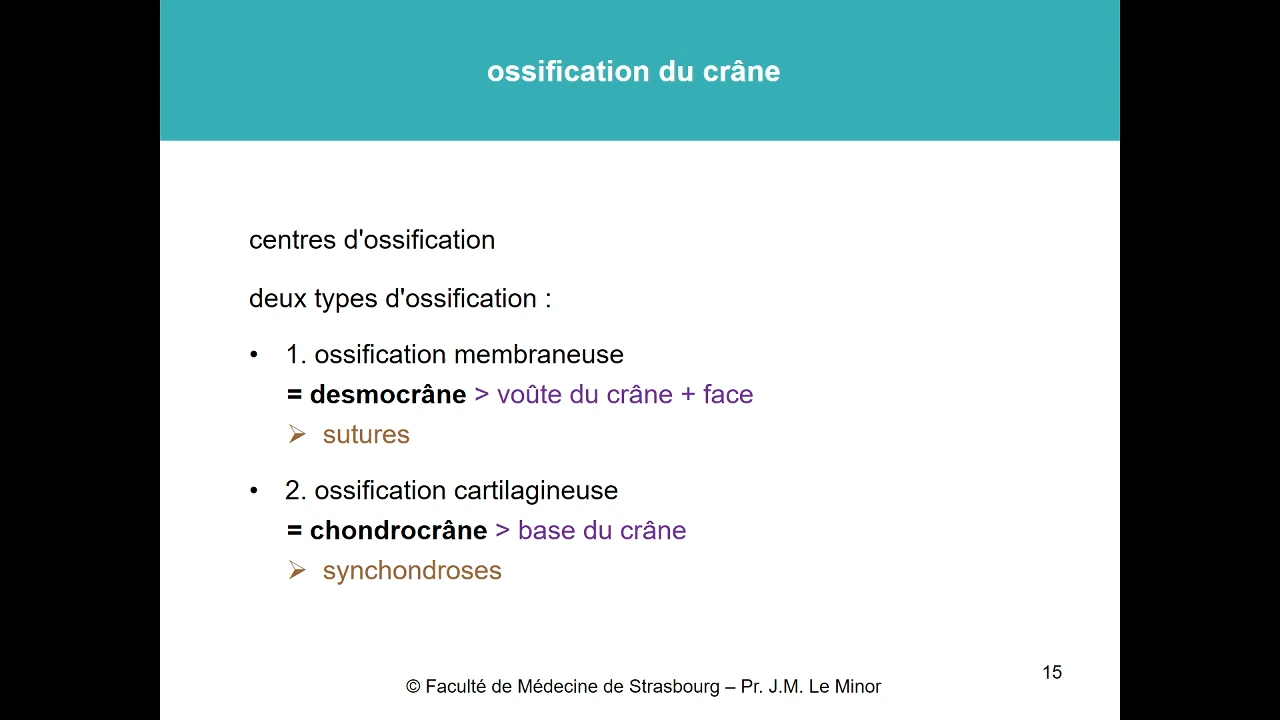 ossification du crâne
centres d'ossification
deux types d'ossification :
• 1. ossification membraneuse
= desmocrâne > voûte du crâne + face
➢ sutures
• 2. ossification cartilagineuse
= chondrocrâne > base du crâne
➢ synchondroses
15
© Faculté de Médecine de Strasbourg – Pr. J.M. Le Minor